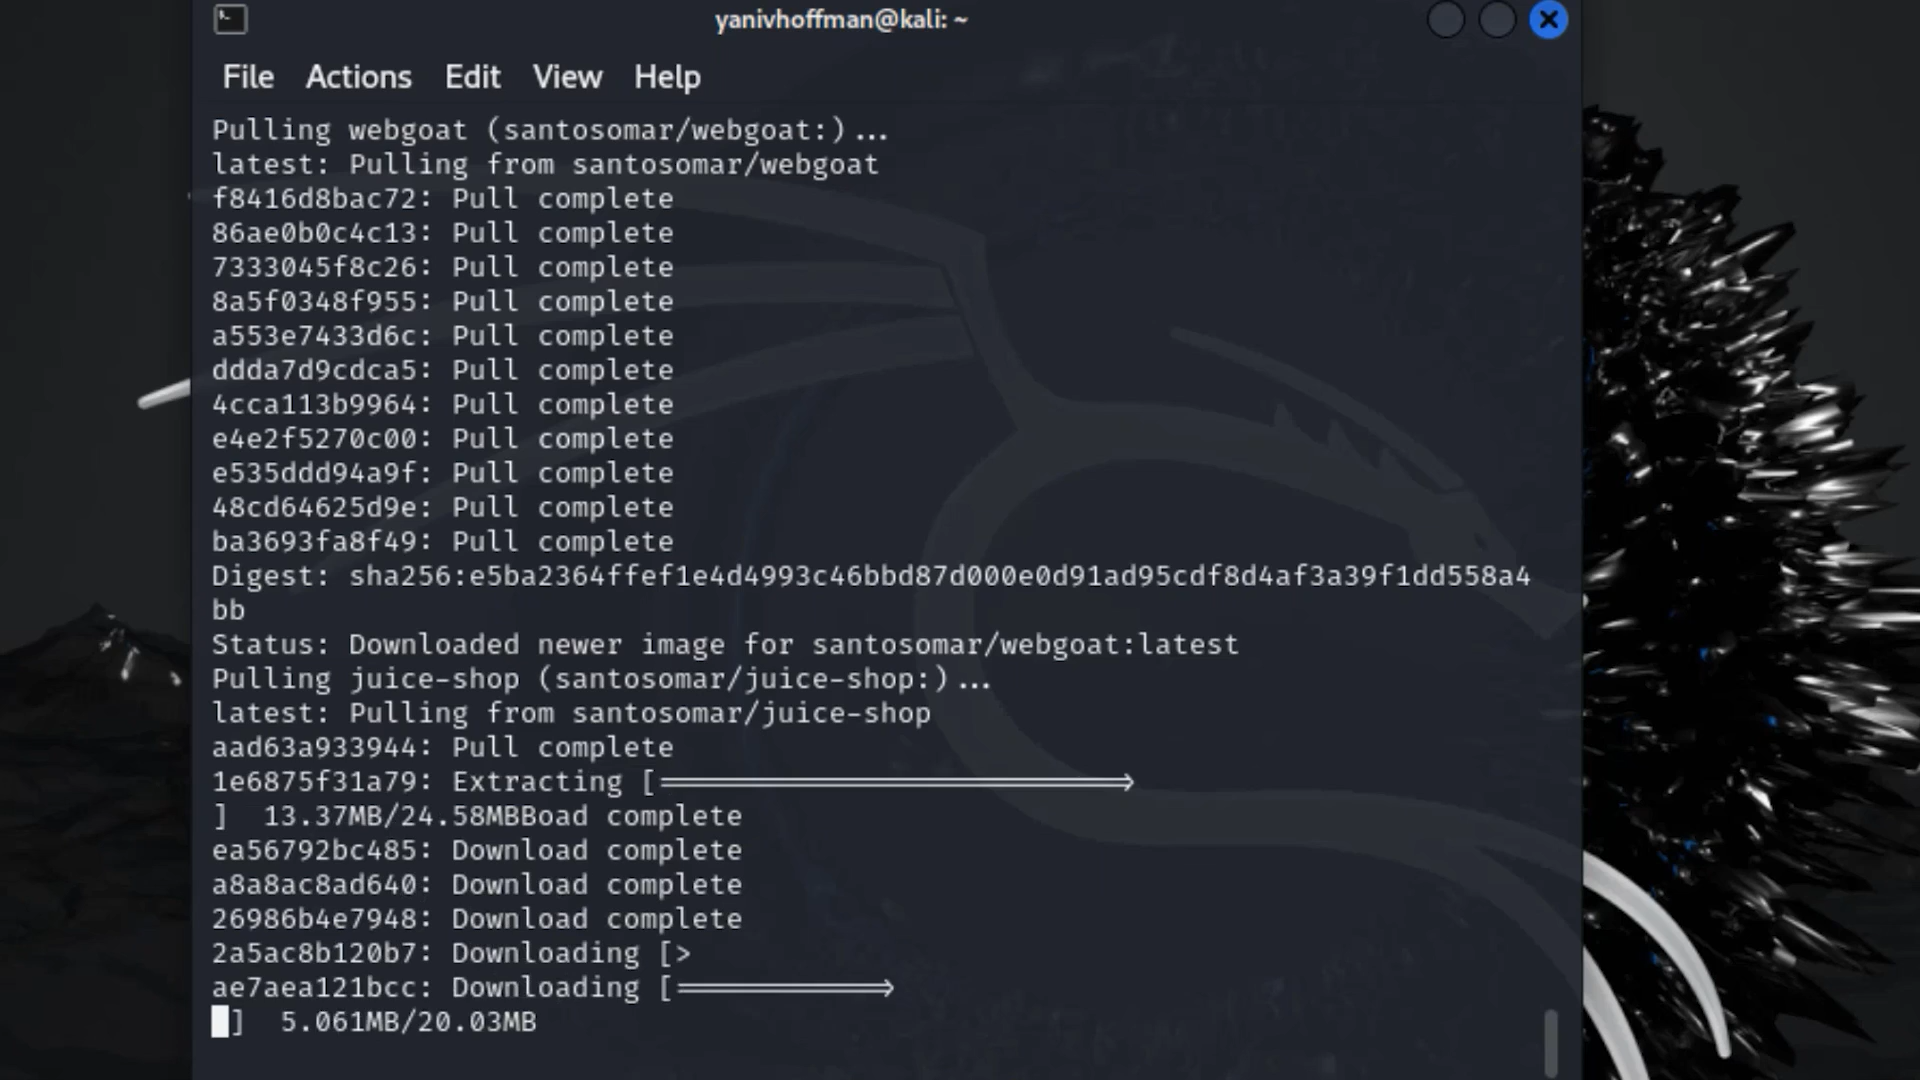 yanivhoffman@kali: ~
File Actions Edit View Help
Pulling webgoat (santosomar/webgoat:)...
latest: Pulling from santosomar/webgoat
f8416d8bac72: Pull complete
86ae0b0c4c13: Pull complete
7333045f8c26: Pull complete
8a5f0348f955: Pull complete
a553e7433d6c: Pull complete
ddda7d9cdca5: Pull complete
4cca113b9964: Pull complete
e4e2f5270c00: Pull complete
e535ddd94a9f: Pull complete
48cd64625d9e: Pull complete
ba3693fa8f49: Pull complete
Digest: sha256:e5ba2364ffef1e4d4993c46bbd87d000e0d91ad95cdf8d4af3a39f1dd558a4
bb
Status: Downloaded newer image for santosomar/webgoat:latest
Pulling juice-shop (santosomar/juice-shop:)...
latest: Pulling from santosomar/juice-shop
aad63a933944: Pull complete
1e6875f31a79: Extracting [===========================>
]  13.37MB/24.58MBBoad complete
ea56792bc485: Download complete
a8a8ac8ad640: Download complete
26986b4e7948: Download complete
2a5ac8b120b7: Downloading [>
ae7aea121bcc: Downloading [============>
]  5.061MB/20.03MB